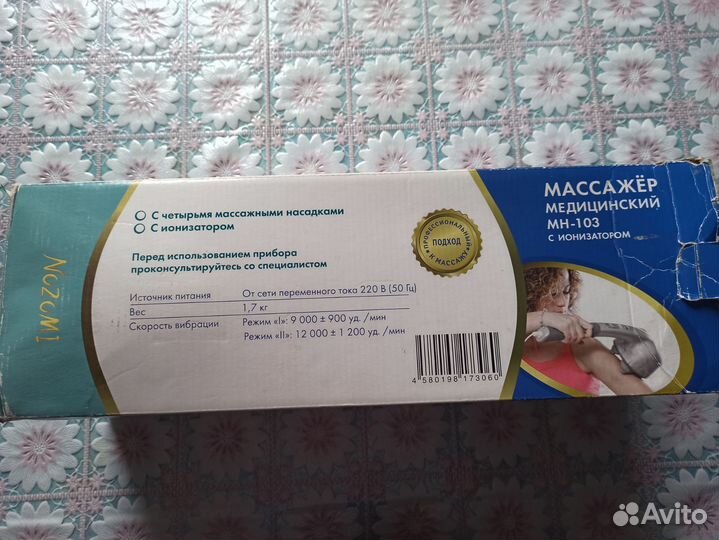 С четырьмя массажными насадками
С ионизатором
Перед использованием прибора
проконсультируйтесь со специалистом
Источник питания От сети переменного тока 220 В (50 Гц)
Вес 1,7 кг
Скорость вибрации Режим «I»: 9 000 ± 900 уд. /мин
Режим «II»: 12 000 ± 1 200 уд. /мин
ПРОФЕССИОНАЛЬНЫЙ
ПОДХОД
К МАССАЖУ
4 580198 173060
МАССАЖЁР
МЕДИЦИНСКИЙ
МН-103
С ИОНИЗАТОРОМ
Avito